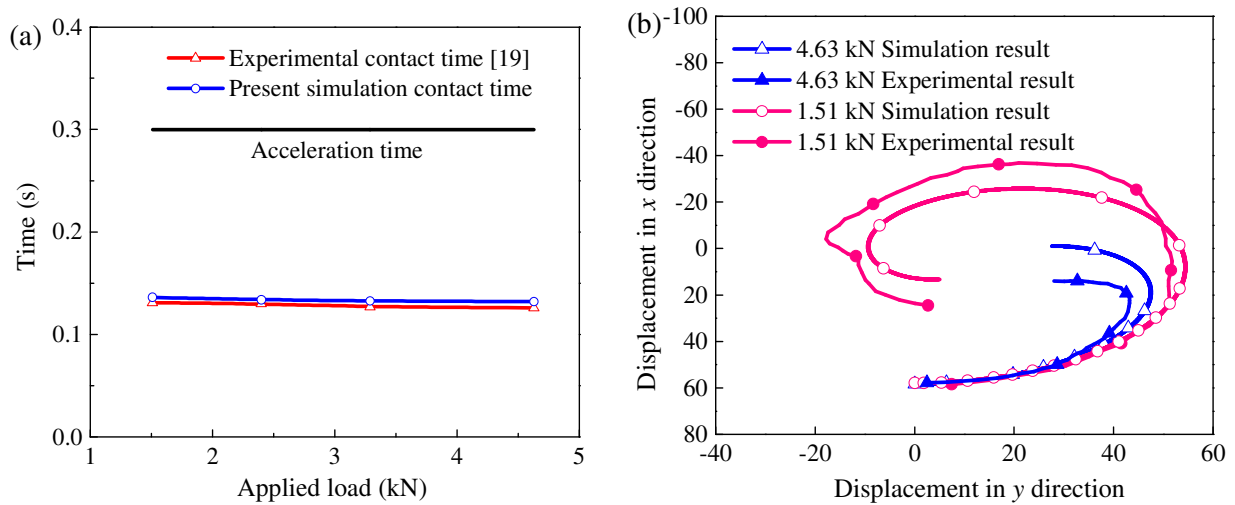 (a)
0.4
0.3
0.2
0.1
0.0
Time (s)
Experimental contact time [19]
Present simulation contact time
Acceleration time
1 2 3 4 5
Applied load (kN)
(b)
-100
-80
-60
-40
-20
0
20
40
60
80
Displacement in x direction
4.63 kN Simulation result
4.63 kN Experimental result
1.51 kN Simulation result
1.51 kN Experimental result
-40 -20 0 20 40 60
Displacement in y direction